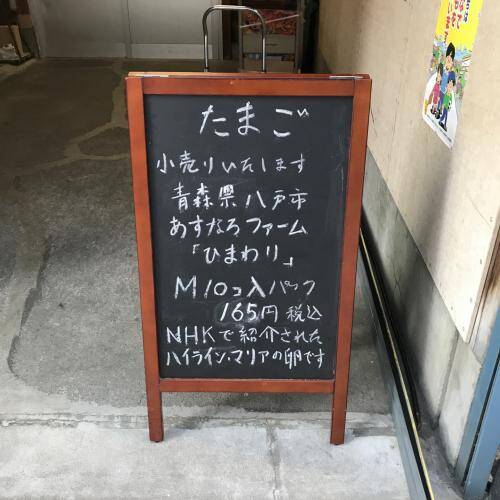 たまご
小売りいたします
青森県八戸市
あすなろファーム
「ひまわり」
M10コ入パック
165円 税込
NHKで紹介された
ハイライン・マリアの卵です